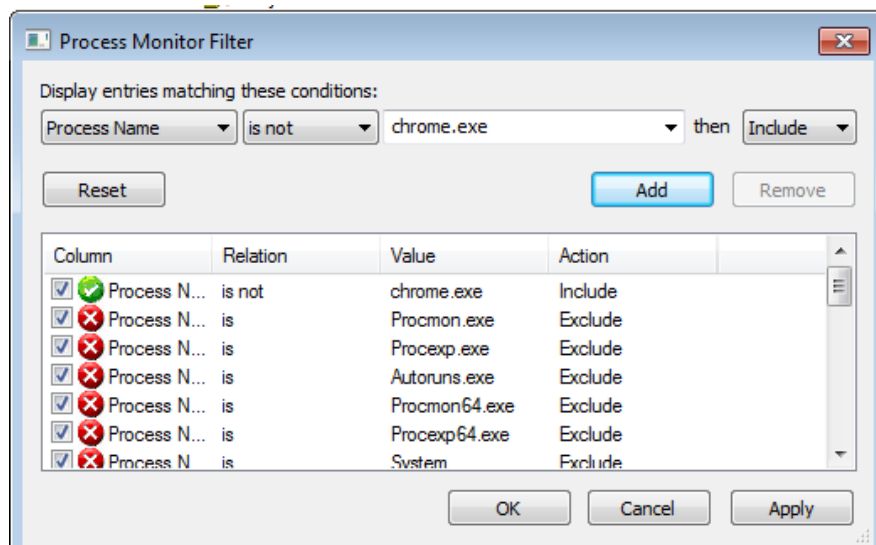 Process Monitor Filter
Display entries matching these conditions:
Process Name is not chrome.exe then Include
Reset Add Remove
Column Relation Value Action
Process N... is not chrome.exe Include
Process N... is Procmon.exe Exclude
Process N... is Procexp.exe Exclude
Process N... is Autoruns.exe Exclude
Process N... is Procmon64.exe Exclude
Process N... is Procexp64.exe Exclude
Process N is System Exclude
OK Cancel Apply